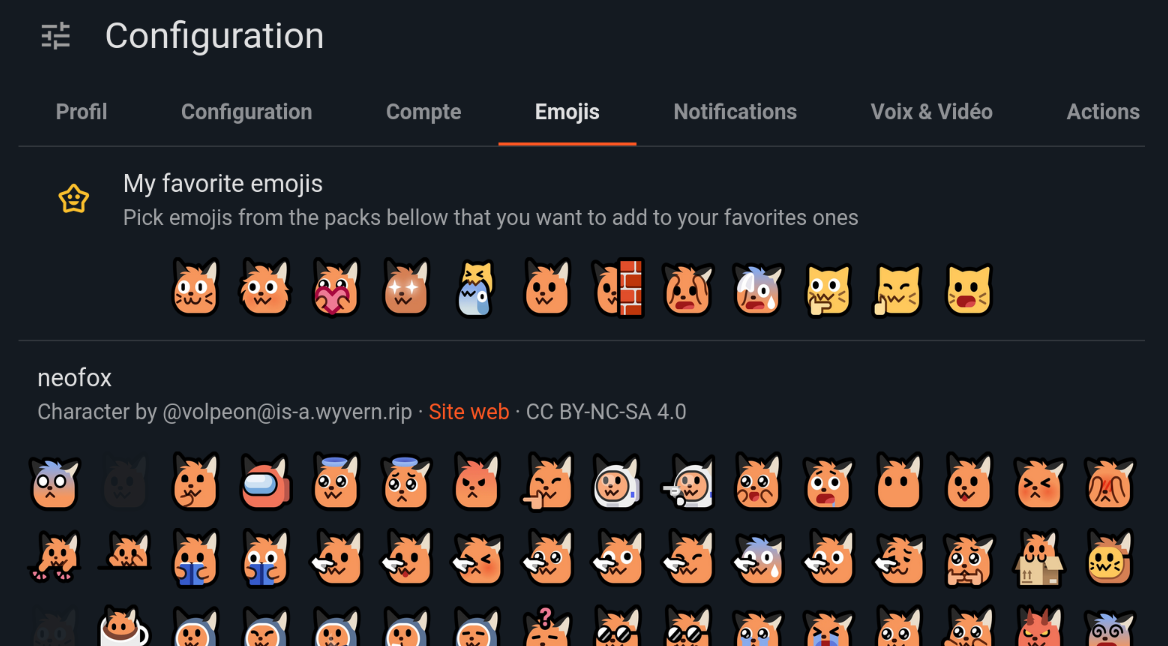 Configuration
Profil Configuration Compte Emojis Notifications Voix & Vidéo Actions
My favorite emojis
Pick emojis from the packs bellow that you want to add to your favorites ones
neofox
Character by @volpeon@is-a.wyvern.rip · Site web · CC BY-NC-SA 4.0
?